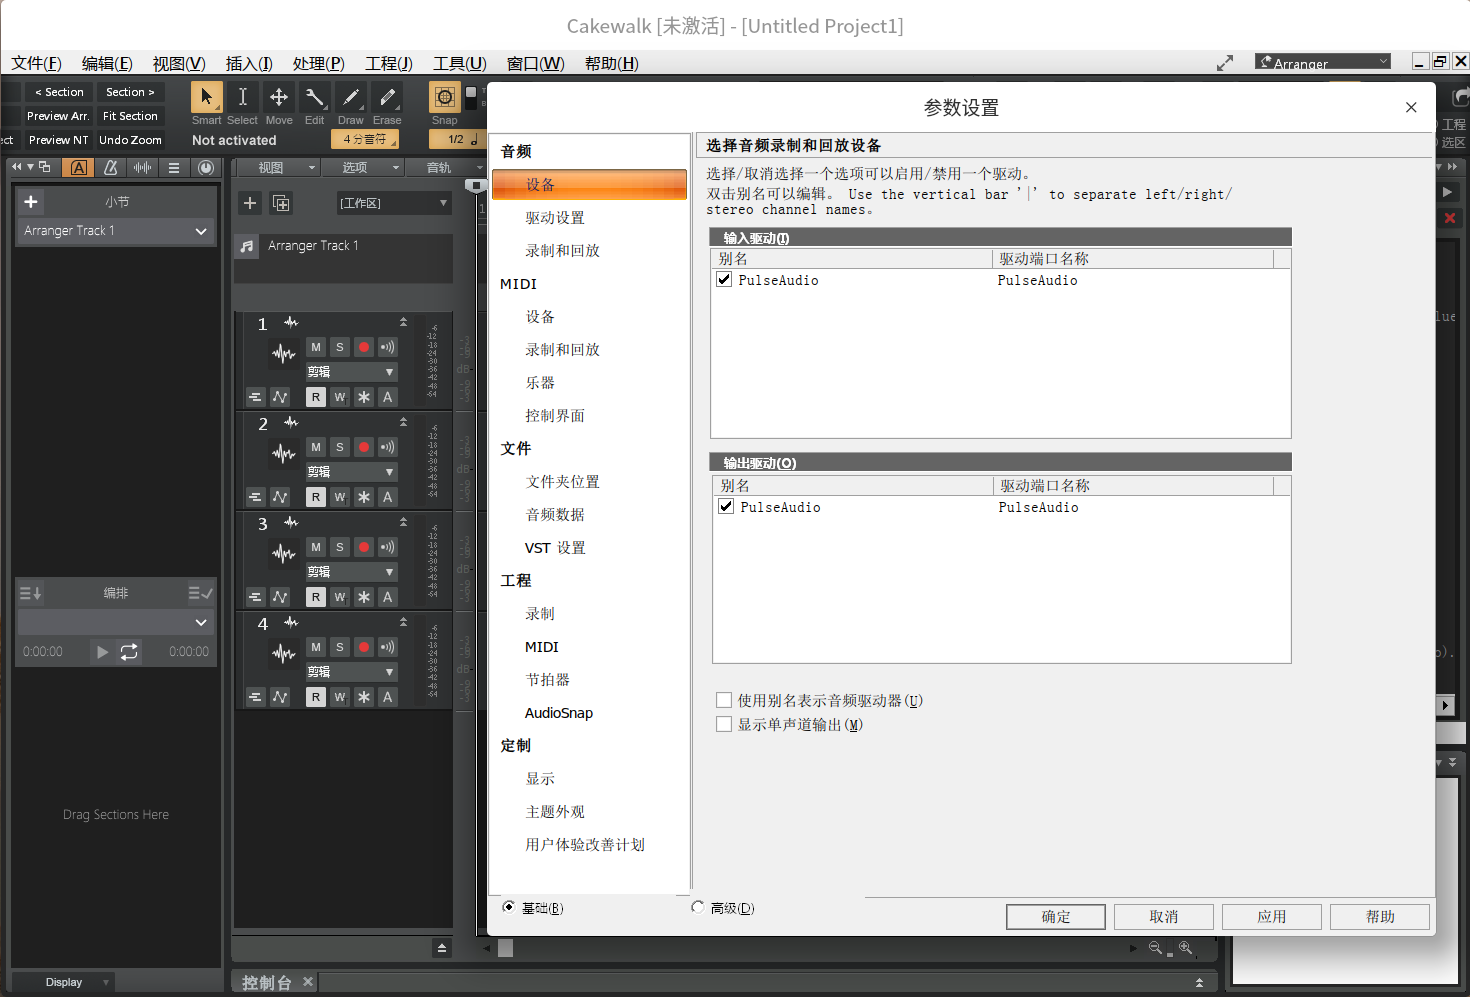 Cakewalk [未激活] - [Untitled Project1]
文件(F) 编辑(E) 视图(V) 插入(I) 处理(P) 工程(J) 工具(U) 窗口(W) 帮助(H)
Arranger
< Section Section >
Preview Arr. Fit Section
ect Preview NT Undo Zoom
Smart Select Move Edit Draw Erase Snap
Not activated 4 分音符 1/2
工程
选区
视图 选项 音轨
小节
Arranger Track 1
[工作区]
Arranger Track 1
1
M S
剪辑
R W A
2
M S
剪辑
R W A
3
M S
剪辑
R W A
4
M S
剪辑
R W A
-6
-12
-18
-24
-30
-36
-42
-48
-54
编排
0:00:00 0:00:00
Drag Sections Here
Display
控制台
参数设置
音频
设备
驱动设置
录制和回放
MIDI
设备
录制和回放
乐器
控制界面
文件
文件夹位置
音频数据
VST 设置
工程
录制
MIDI
节拍器
AudioSnap
定制
显示
主题外观
用户体验改善计划
基础(B) 高级(D)
选择音频录制和回放设备
选择/取消选择一个选项可以启用/禁用一个驱动。
双击别名可以编辑。 Use the vertical bar '|' to separate left/right/
stereo channel names。
输入驱动(I)
别名 驱动端口名称
PulseAudio PulseAudio
输出驱动(O)
别名 驱动端口名称
PulseAudio PulseAudio
使用别名表示音频驱动器(U)
显示单声道输出(M)
确定 取消 应用 帮助